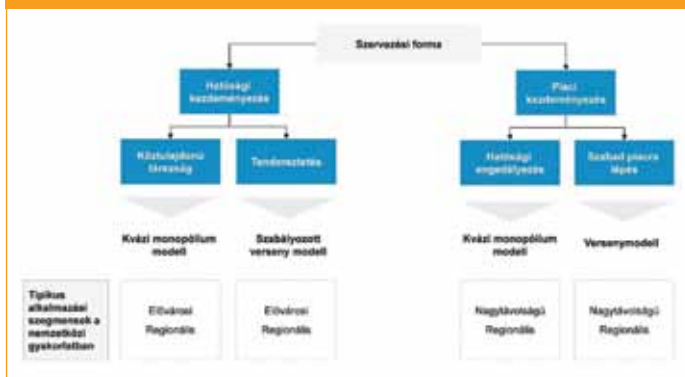 Szervezési forma
Hatósági
kezdeményezés
Piaci
kezdeményezés
Köztulajdonú
társaság
Tendereztetés
Hatósági
engedélyezés
Szabad piacra
lépés
Kvázi monopólium
modell
Szabályozott
verseny modell
Kvázi monopólium
modell
Versenymodell
Tipikus
alkalmazási
szegmensek a
nemzetközi
gyakorlatban
Elővárosi
Regionális
Elővárosi
Regionális
Nagytávolságú
Regionális
Nagytávolságú
Regionális